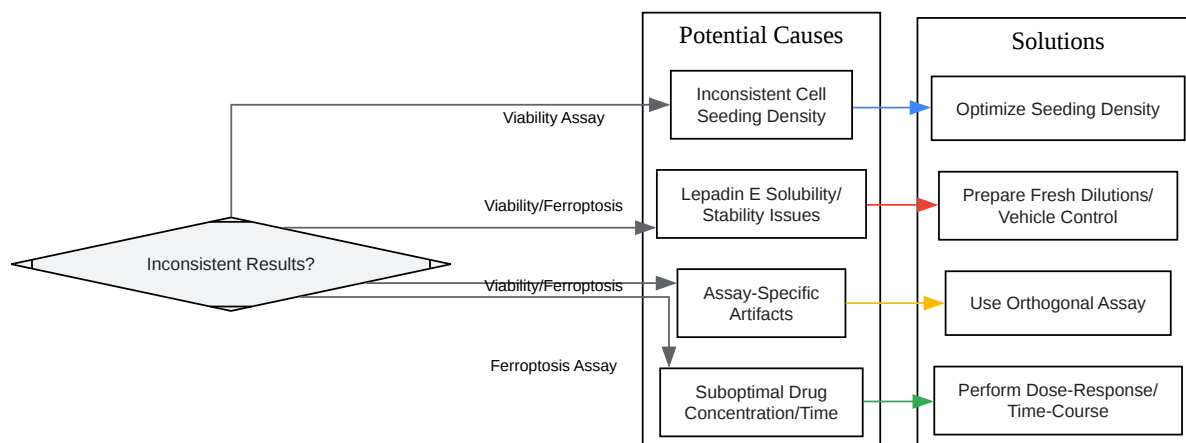 Potential Causes
Solutions
Inconsistent Cell
Seeding Density
Optimize Seeding Density
Viability Assay
Lepadin E Solubility/
Stability Issues
Prepare Fresh Dilutions/
Vehicle Control
Viability/Ferroptosis
Inconsistent Results?
Viability/Ferroptosis
Assay-Specific
Artifacts
Use Orthogonal Assay
Ferroptosis Assay
Suboptimal Drug
Concentration/Time
Perform Dose-Response/
Time-Course